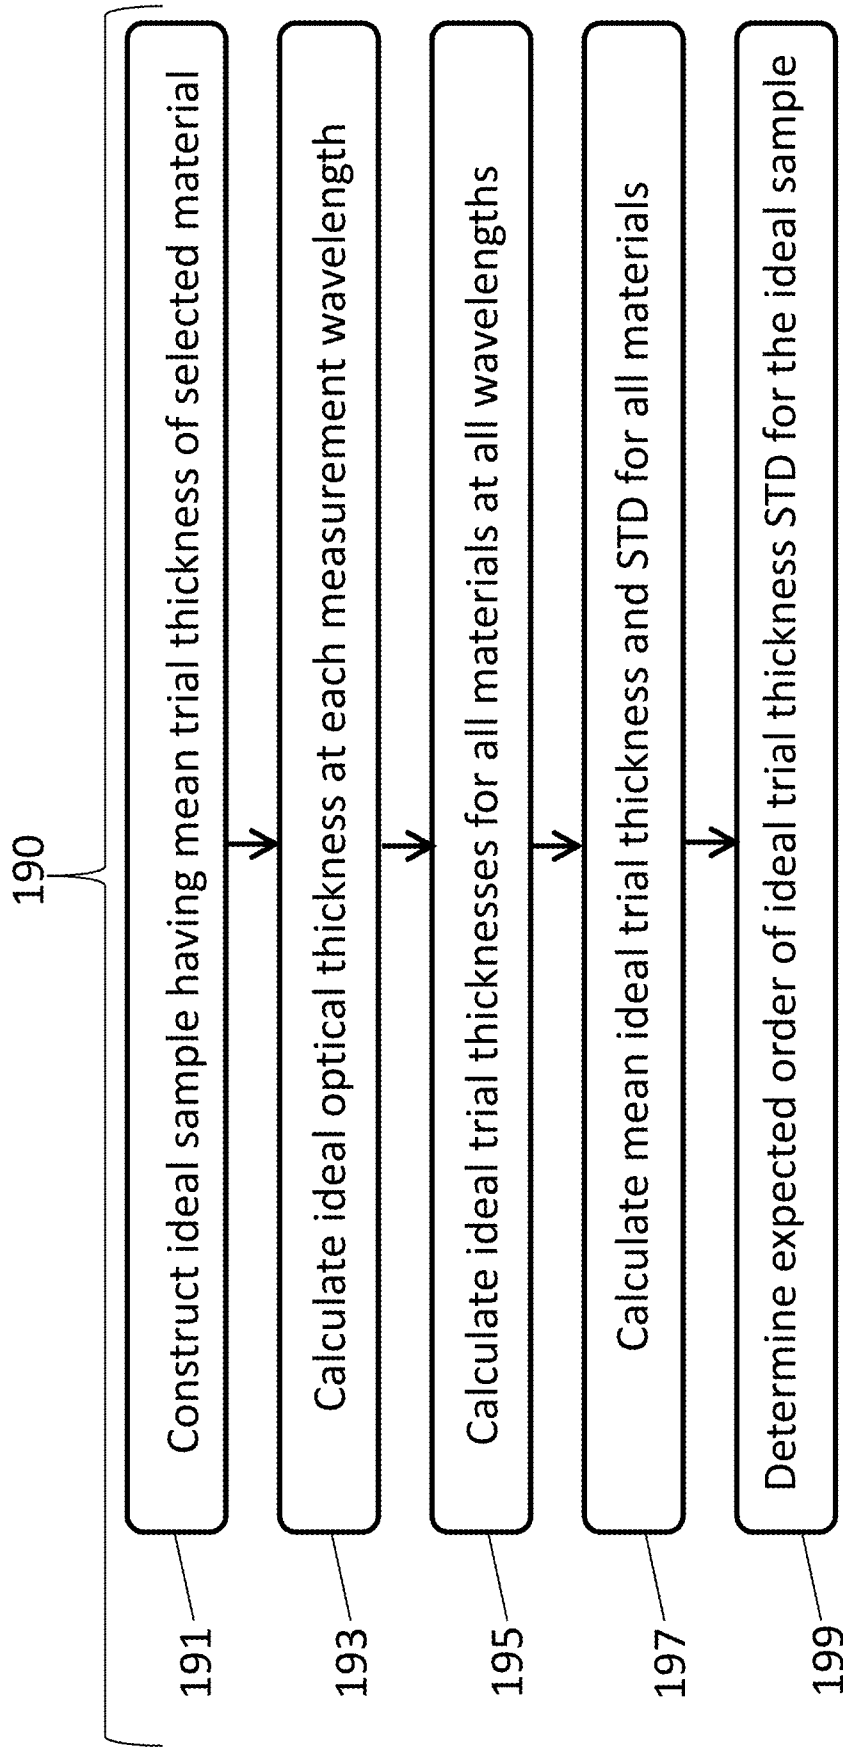 190
191
Construct ideal sample having mean trial thickness of selected material
193
Calculate ideal optical thickness at each measurement wavelength
195
Calculate ideal trial thicknesses for all materials at all wavelengths
197
Calculate mean ideal trial thickness and STD for all materials
199
Determine expected order of ideal trial thickness STD for the ideal sample